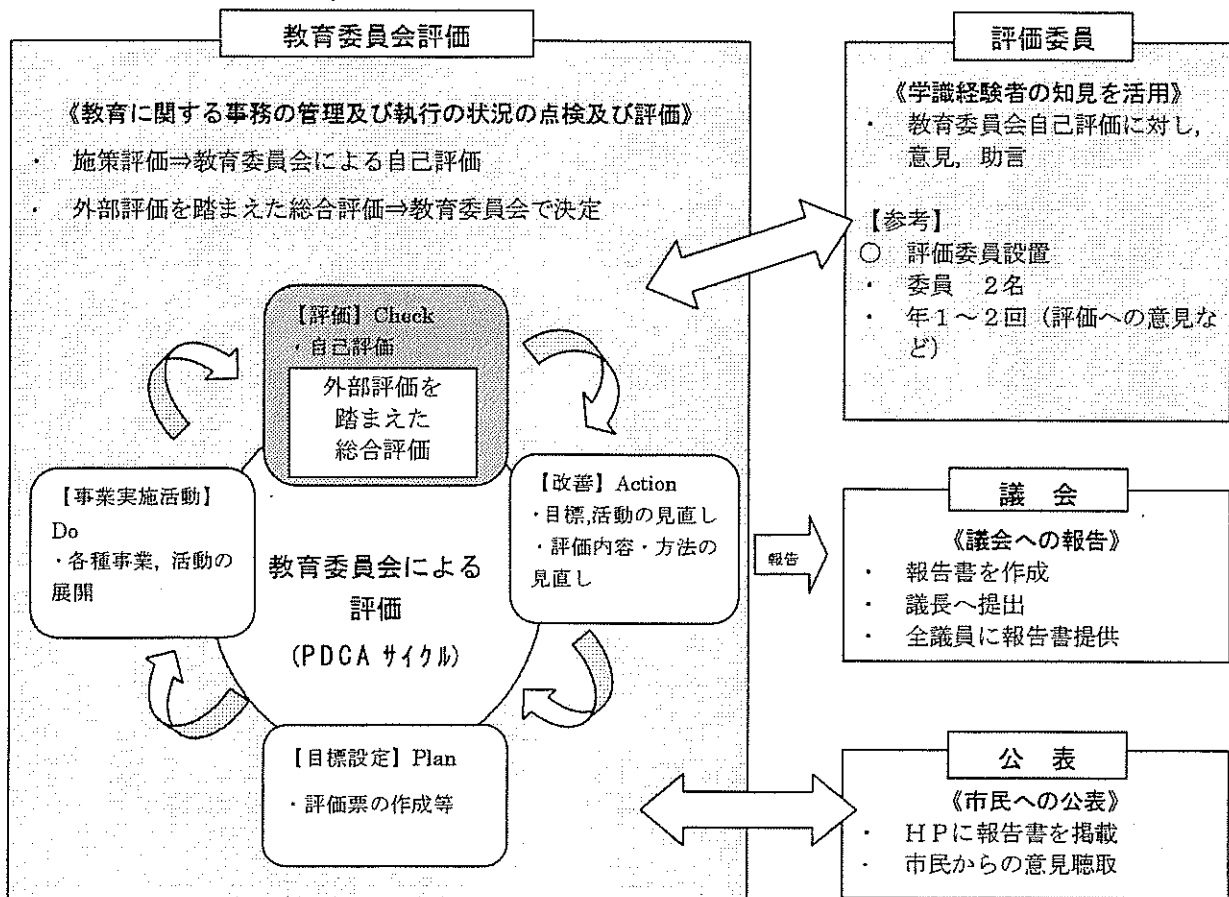 教育委員会評価
《教育に関する事務の管理及び執行の状況の点検及び評価》
・ 施策評価⇒教育委員会による自己評価
・ 外部評価を踏まえた総合評価⇒教育委員会で決定
【評価】Check
・自己評価
外部評価を
踏まえた
総合評価
【事業実施活動】
Do
・各種事業，活動の
展開
【改善】Action
・目標,活動の見直し
・評価内容・方法の
見直し
教育委員会による
評価
(PDCA サイクル)
【目標設定】Plan
・評価票の作成等
評価委員
《学識経験者の知見を活用》
・ 教育委員会自己評価に対し，
意見，助言
【参考】
○ 評価委員設置
・ 委員 ２名
・ 年１～２回（評価への意見な
ど）
報告
議 会
《議会への報告》
・ 報告書を作成
・ 議長へ提出
・ 全議員に報告書提供
公 表
《市民への公表》
・ ＨＰに報告書を掲載
・ 市民からの意見聴取